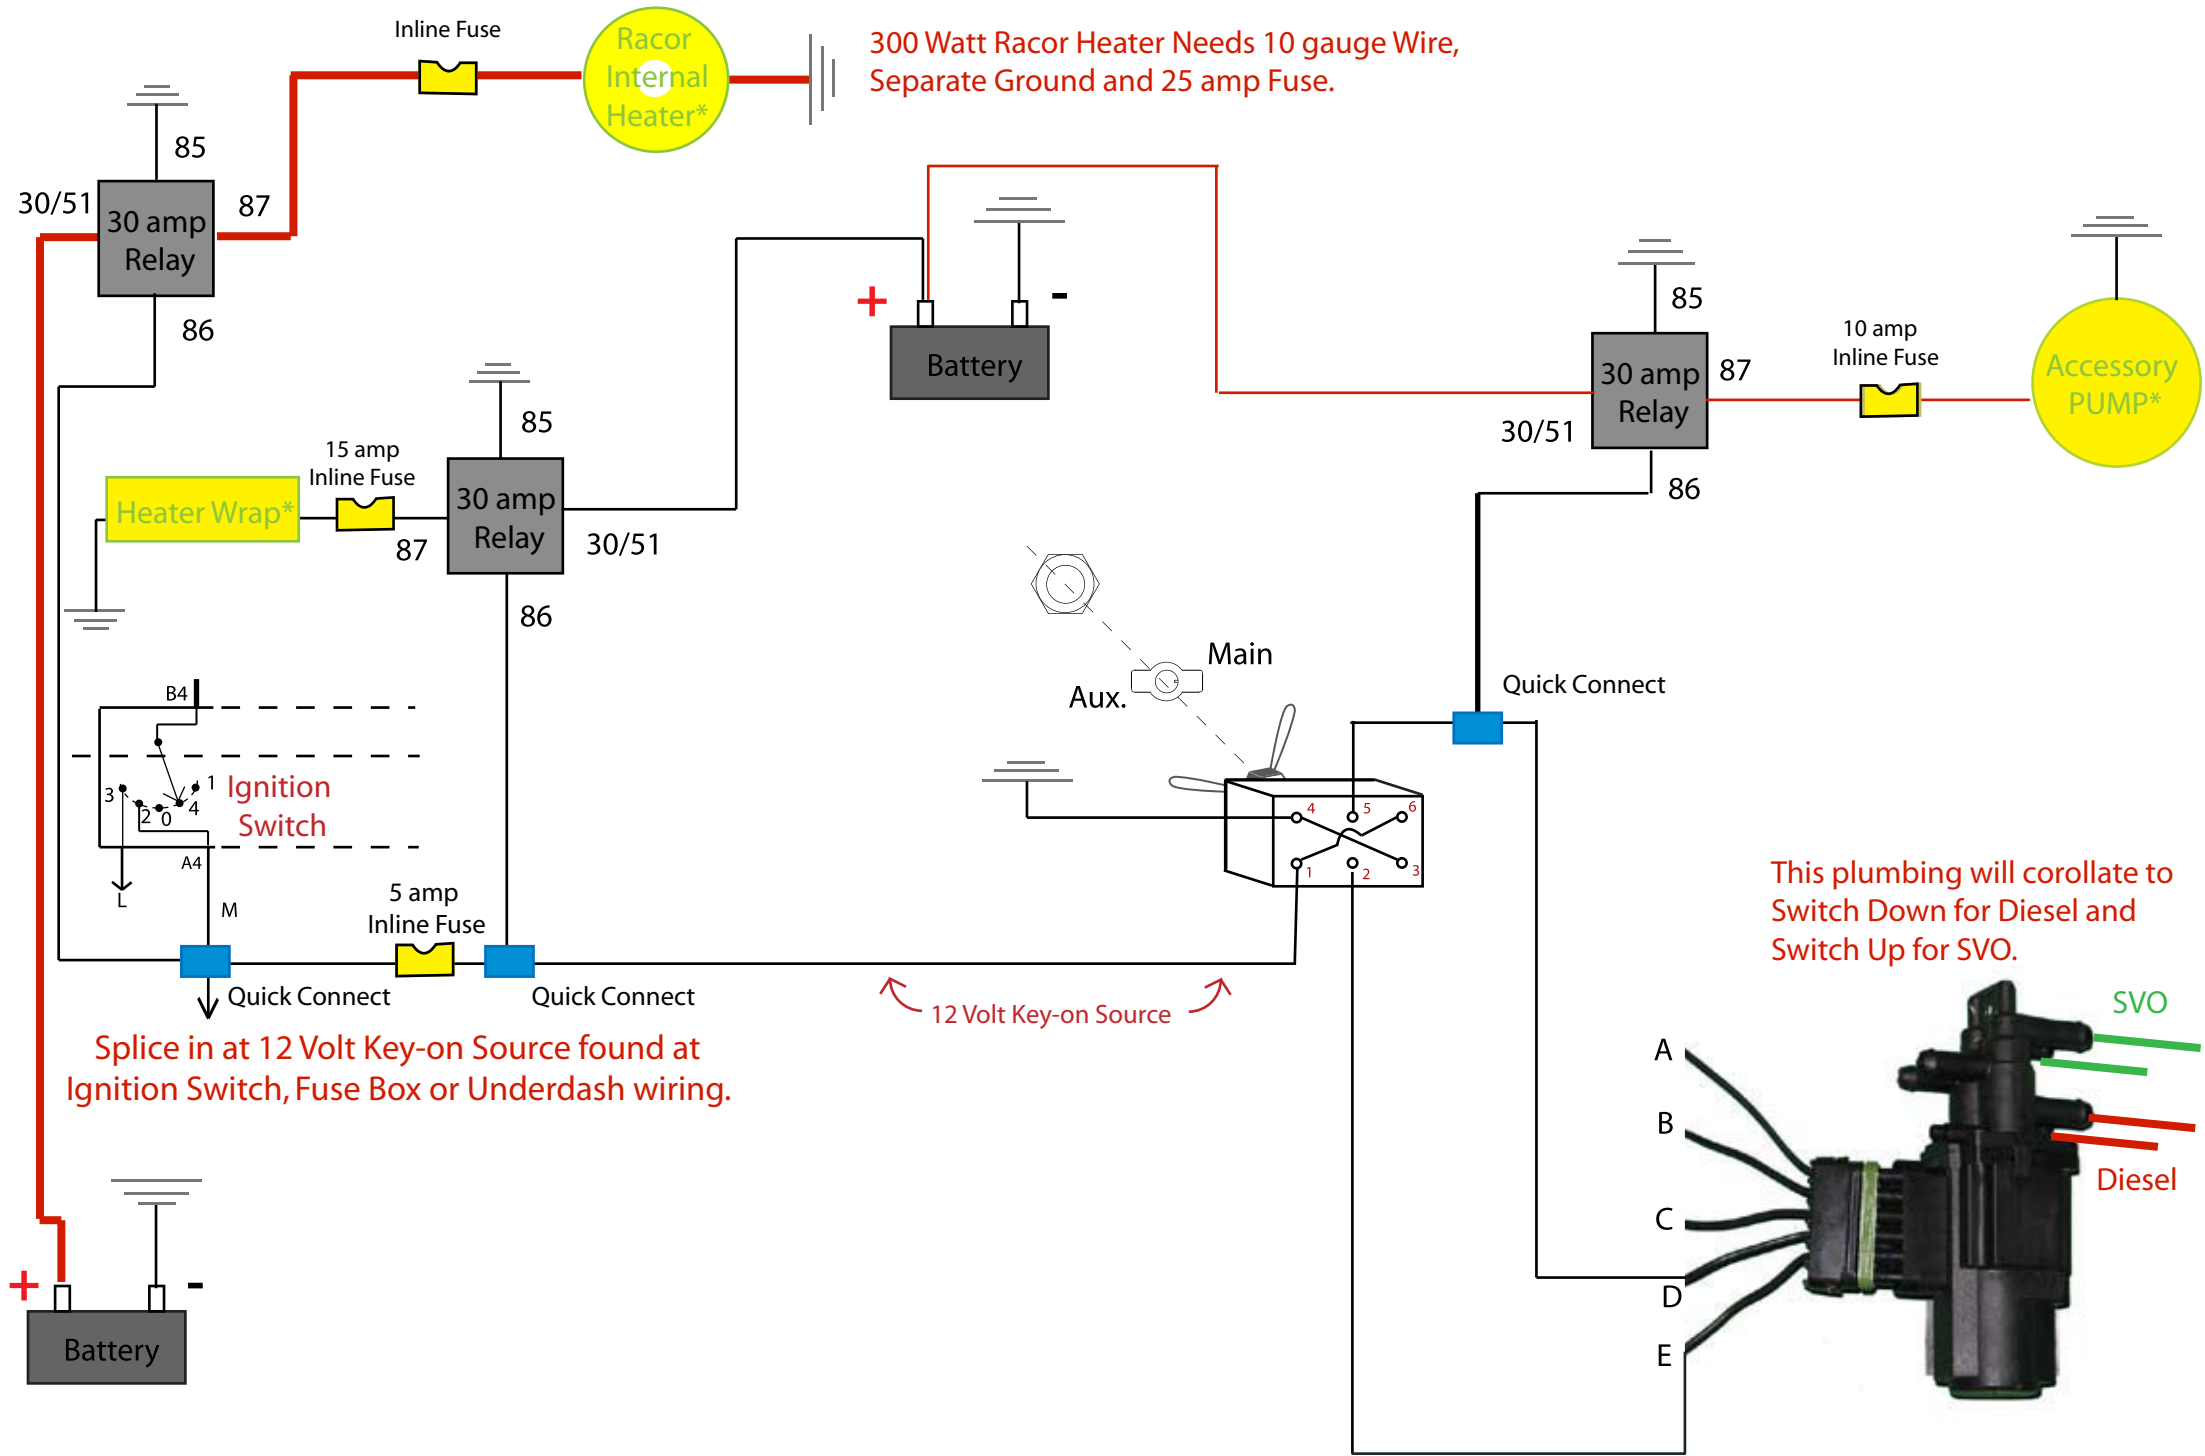 Inline Fuse
Racor
Internal
Heater*
300 Watt Racor Heater Needs 10 gauge Wire,
Separate Ground and 25 amp Fuse.
85
30/51
87
30 amp
Relay
86
+
-
Battery
85
30 amp
Relay
87
30/51
86
10 amp
Inline Fuse
Accessory
PUMP*
85
15 amp
Inline Fuse
Heater Wrap*
87
30 amp
Relay
30/51
86
Main
Aux.
Quick Connect
B4
3
2
0
4
1
Ignition
Switch
A4
L
M
4
5
6
1
2
3
5 amp
Inline Fuse
Quick Connect
Quick Connect
12 Volt Key-on Source
Splice in at 12 Volt Key-on Source found at
Ignition Switch, Fuse Box or Underdash wiring.
This plumbing will corollate to
Switch Down for Diesel and
Switch Up for SVO.
SVO
Diesel
A
B
C
D
E
+
-
Battery